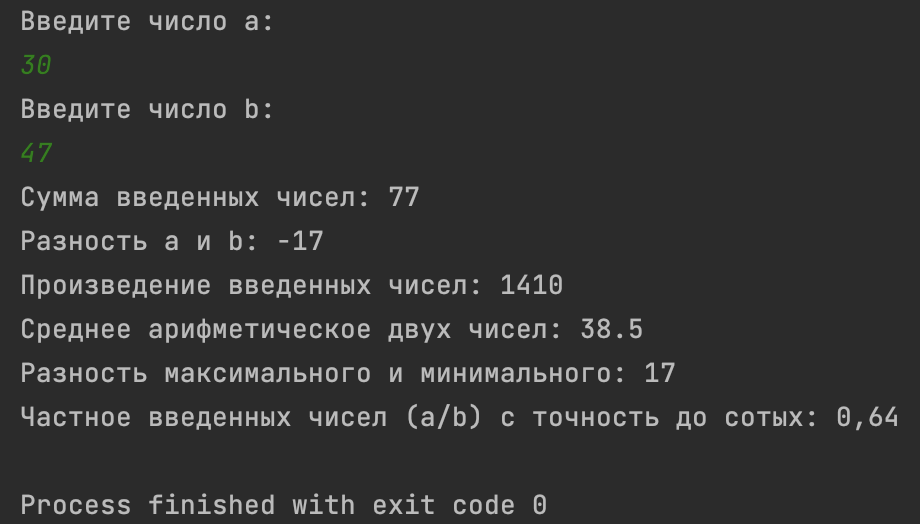 Введите число a:
30
Введите число b:
47
Сумма введенных чисел: 77
Разность a и b: -17
Произведение введенных чисел: 1410
Среднее арифметическое двух чисел: 38.5
Разность максимального и минимального: 17
Частное введенных чисел (a/b) с точность до сотых: 0,64
Process finished with exit code 0